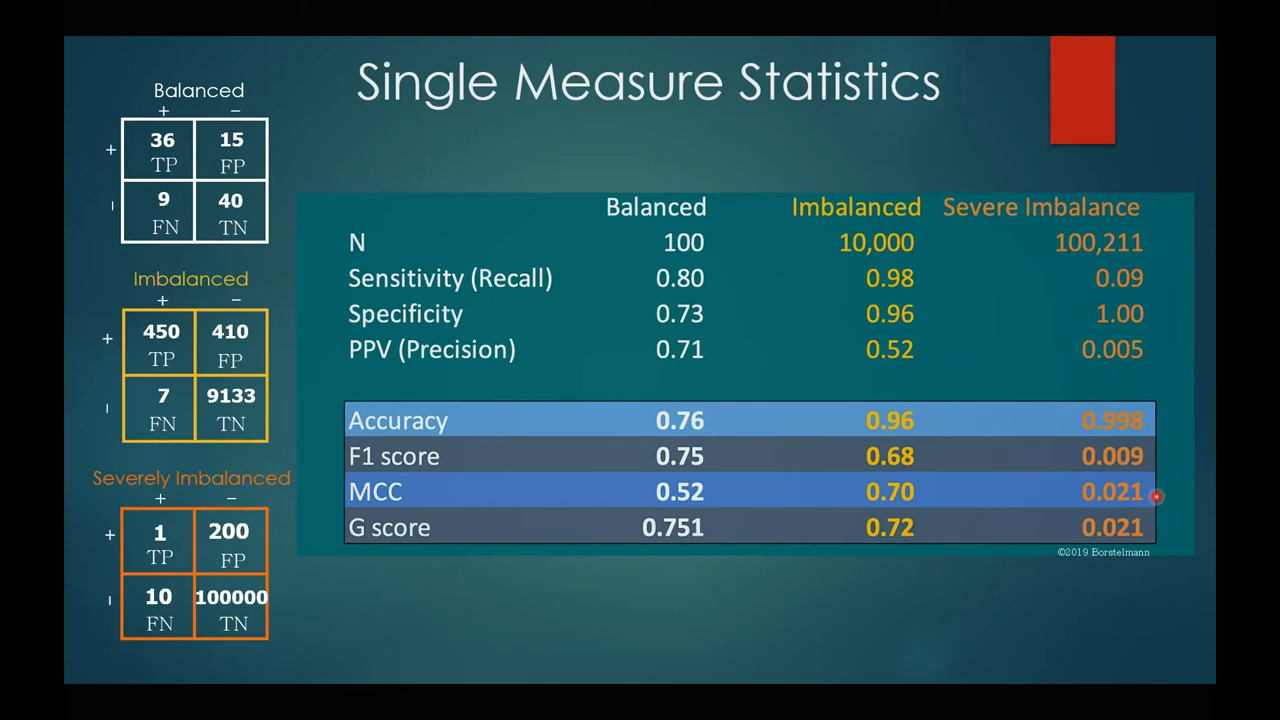 Single Measure Statistics
Balanced
+ −
+ 36 15
TP FP
− 9 40
FN TN
Imbalanced
+ −
+ 450 410
TP FP
− 7 9133
FN TN
Severely Imbalanced
+ −
+ 1 200
TP FP
− 10 100000
FN TN
Balanced Imbalanced Severe Imbalance
N 100 10,000 100,211
Sensitivity (Recall) 0.80 0.98 0.09
Specificity 0.73 0.96 1.00
PPV (Precision) 0.71 0.52 0.005
Accuracy 0.76 0.96 0.998
F1 score 0.75 0.68 0.009
MCC 0.52 0.70 0.021
G score 0.751 0.72 0.021
©2019 Borstelmann